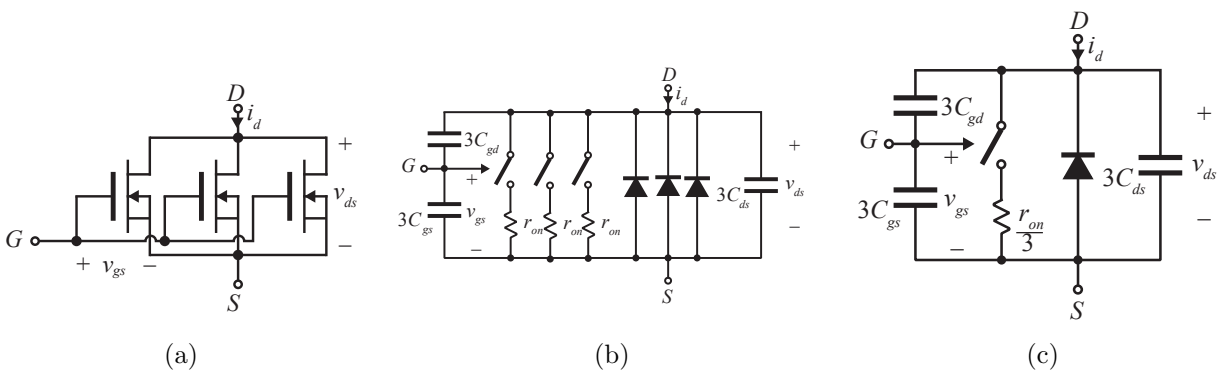 D
i_d
+
G
v_ds
+ v_gs −
−
S
(a)
D
i_d
3C_gd
G
+
+
3C_gs
v_gs
r_on
r_on
r_on
3C_ds
v_ds
−
−
S
(b)
D
i_d
3C_gd
+
G
+
3C_gs
v_gs
r_on
3
3C_ds
v_ds
−
−
S
(c)